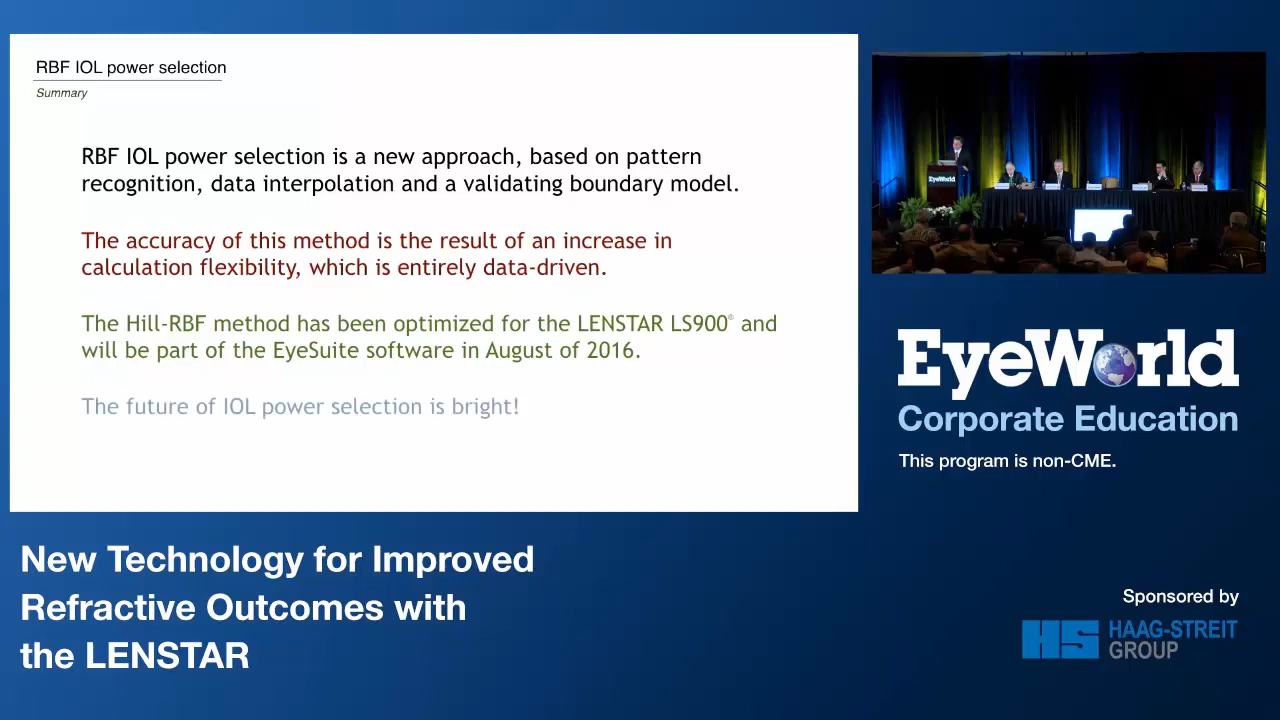 RBF IOL power selection
Summary
RBF IOL power selection is a new approach, based on pattern
recognition, data interpolation and a validating boundary model.
The accuracy of this method is the result of an increase in
calculation flexibility, which is entirely data-driven.
The Hill-RBF method has been optimized for the LENSTAR LS900® and
will be part of the EyeSuite software in August of 2016.
The future of IOL power selection is bright!
EyeWorld
EyeWorld
Corporate Education
This program is non-CME.
New Technology for Improved
Refractive Outcomes with
the LENSTAR
Sponsored by
HS HAAG-STREIT
GROUP